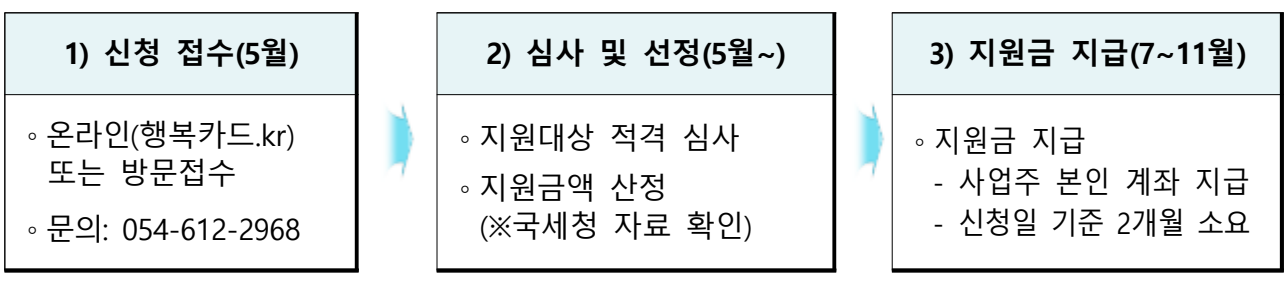 1) 신청 접수(5월)
◦ 온라인(행복카드.kr)
또는 방문접수
◦ 문의: 054-612-2968
2) 심사 및 선정(5월~)
◦ 지원대상 적격 심사
◦ 지원금액 산정
(※국세청 자료 확인)
3) 지원금 지급(7~11월)
◦ 지원금 지급
- 사업주 본인 계좌 지급
- 신청일 기준 2개월 소요